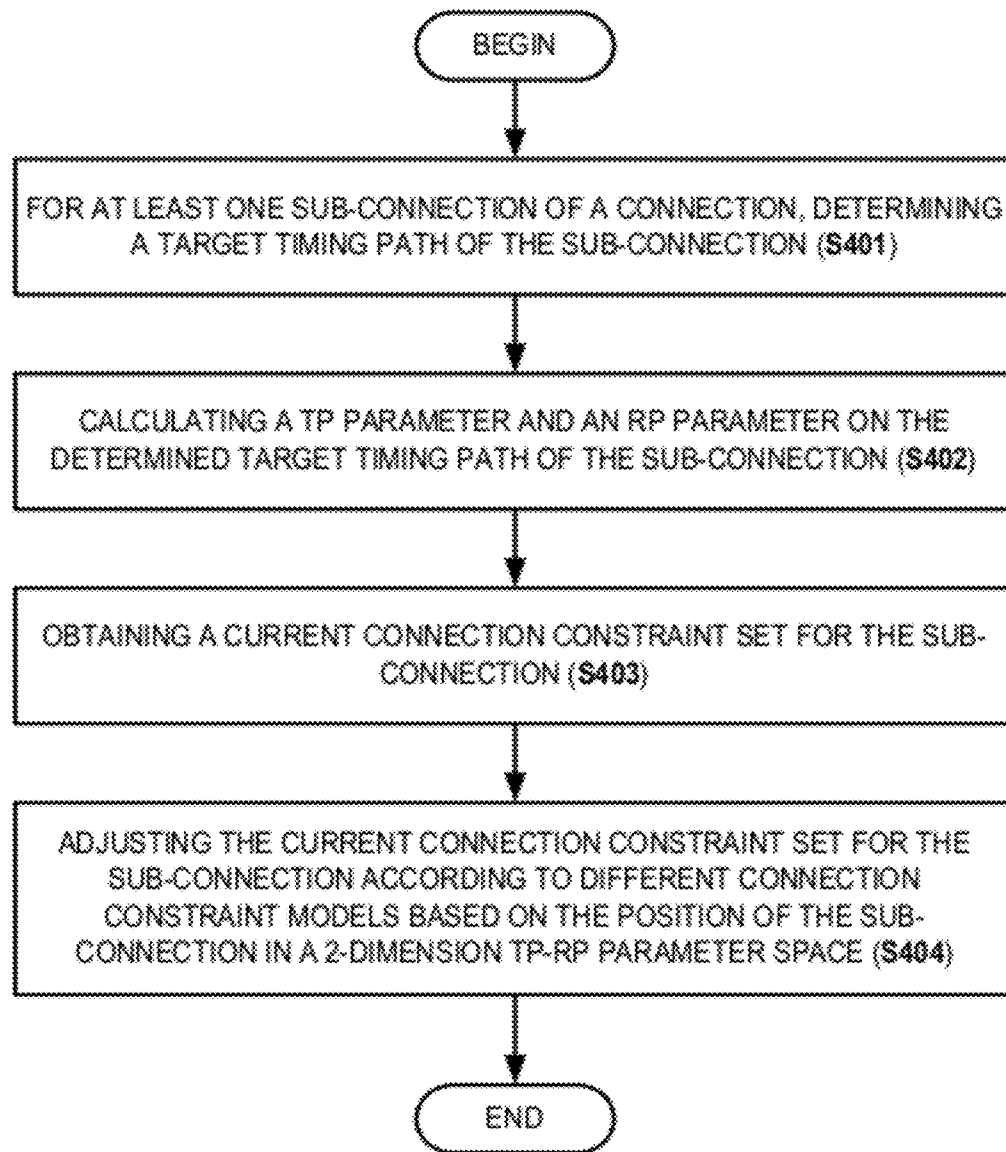 BEGIN
FOR AT LEAST ONE SUB-CONNECTION OF A CONNECTION, DETERMINING
A TARGET TIMING PATH OF THE SUB-CONNECTION (S401)
CALCULATING A TP PARAMETER AND AN RP PARAMETER ON THE
DETERMINED TARGET TIMING PATH OF THE SUB-CONNECTION (S402)
OBTAINING A CURRENT CONNECTION CONSTRAINT SET FOR THE SUB-
CONNECTION (S403)
ADJUSTING THE CURRENT CONNECTION CONSTRAINT SET FOR THE
SUB-CONNECTION ACCORDING TO DIFFERENT CONNECTION
CONSTRAINT MODELS BASED ON THE POSITION OF THE SUB-
CONNECTION IN A 2-DIMENSION TP-RP PARAMETER SPACE (S404)
END